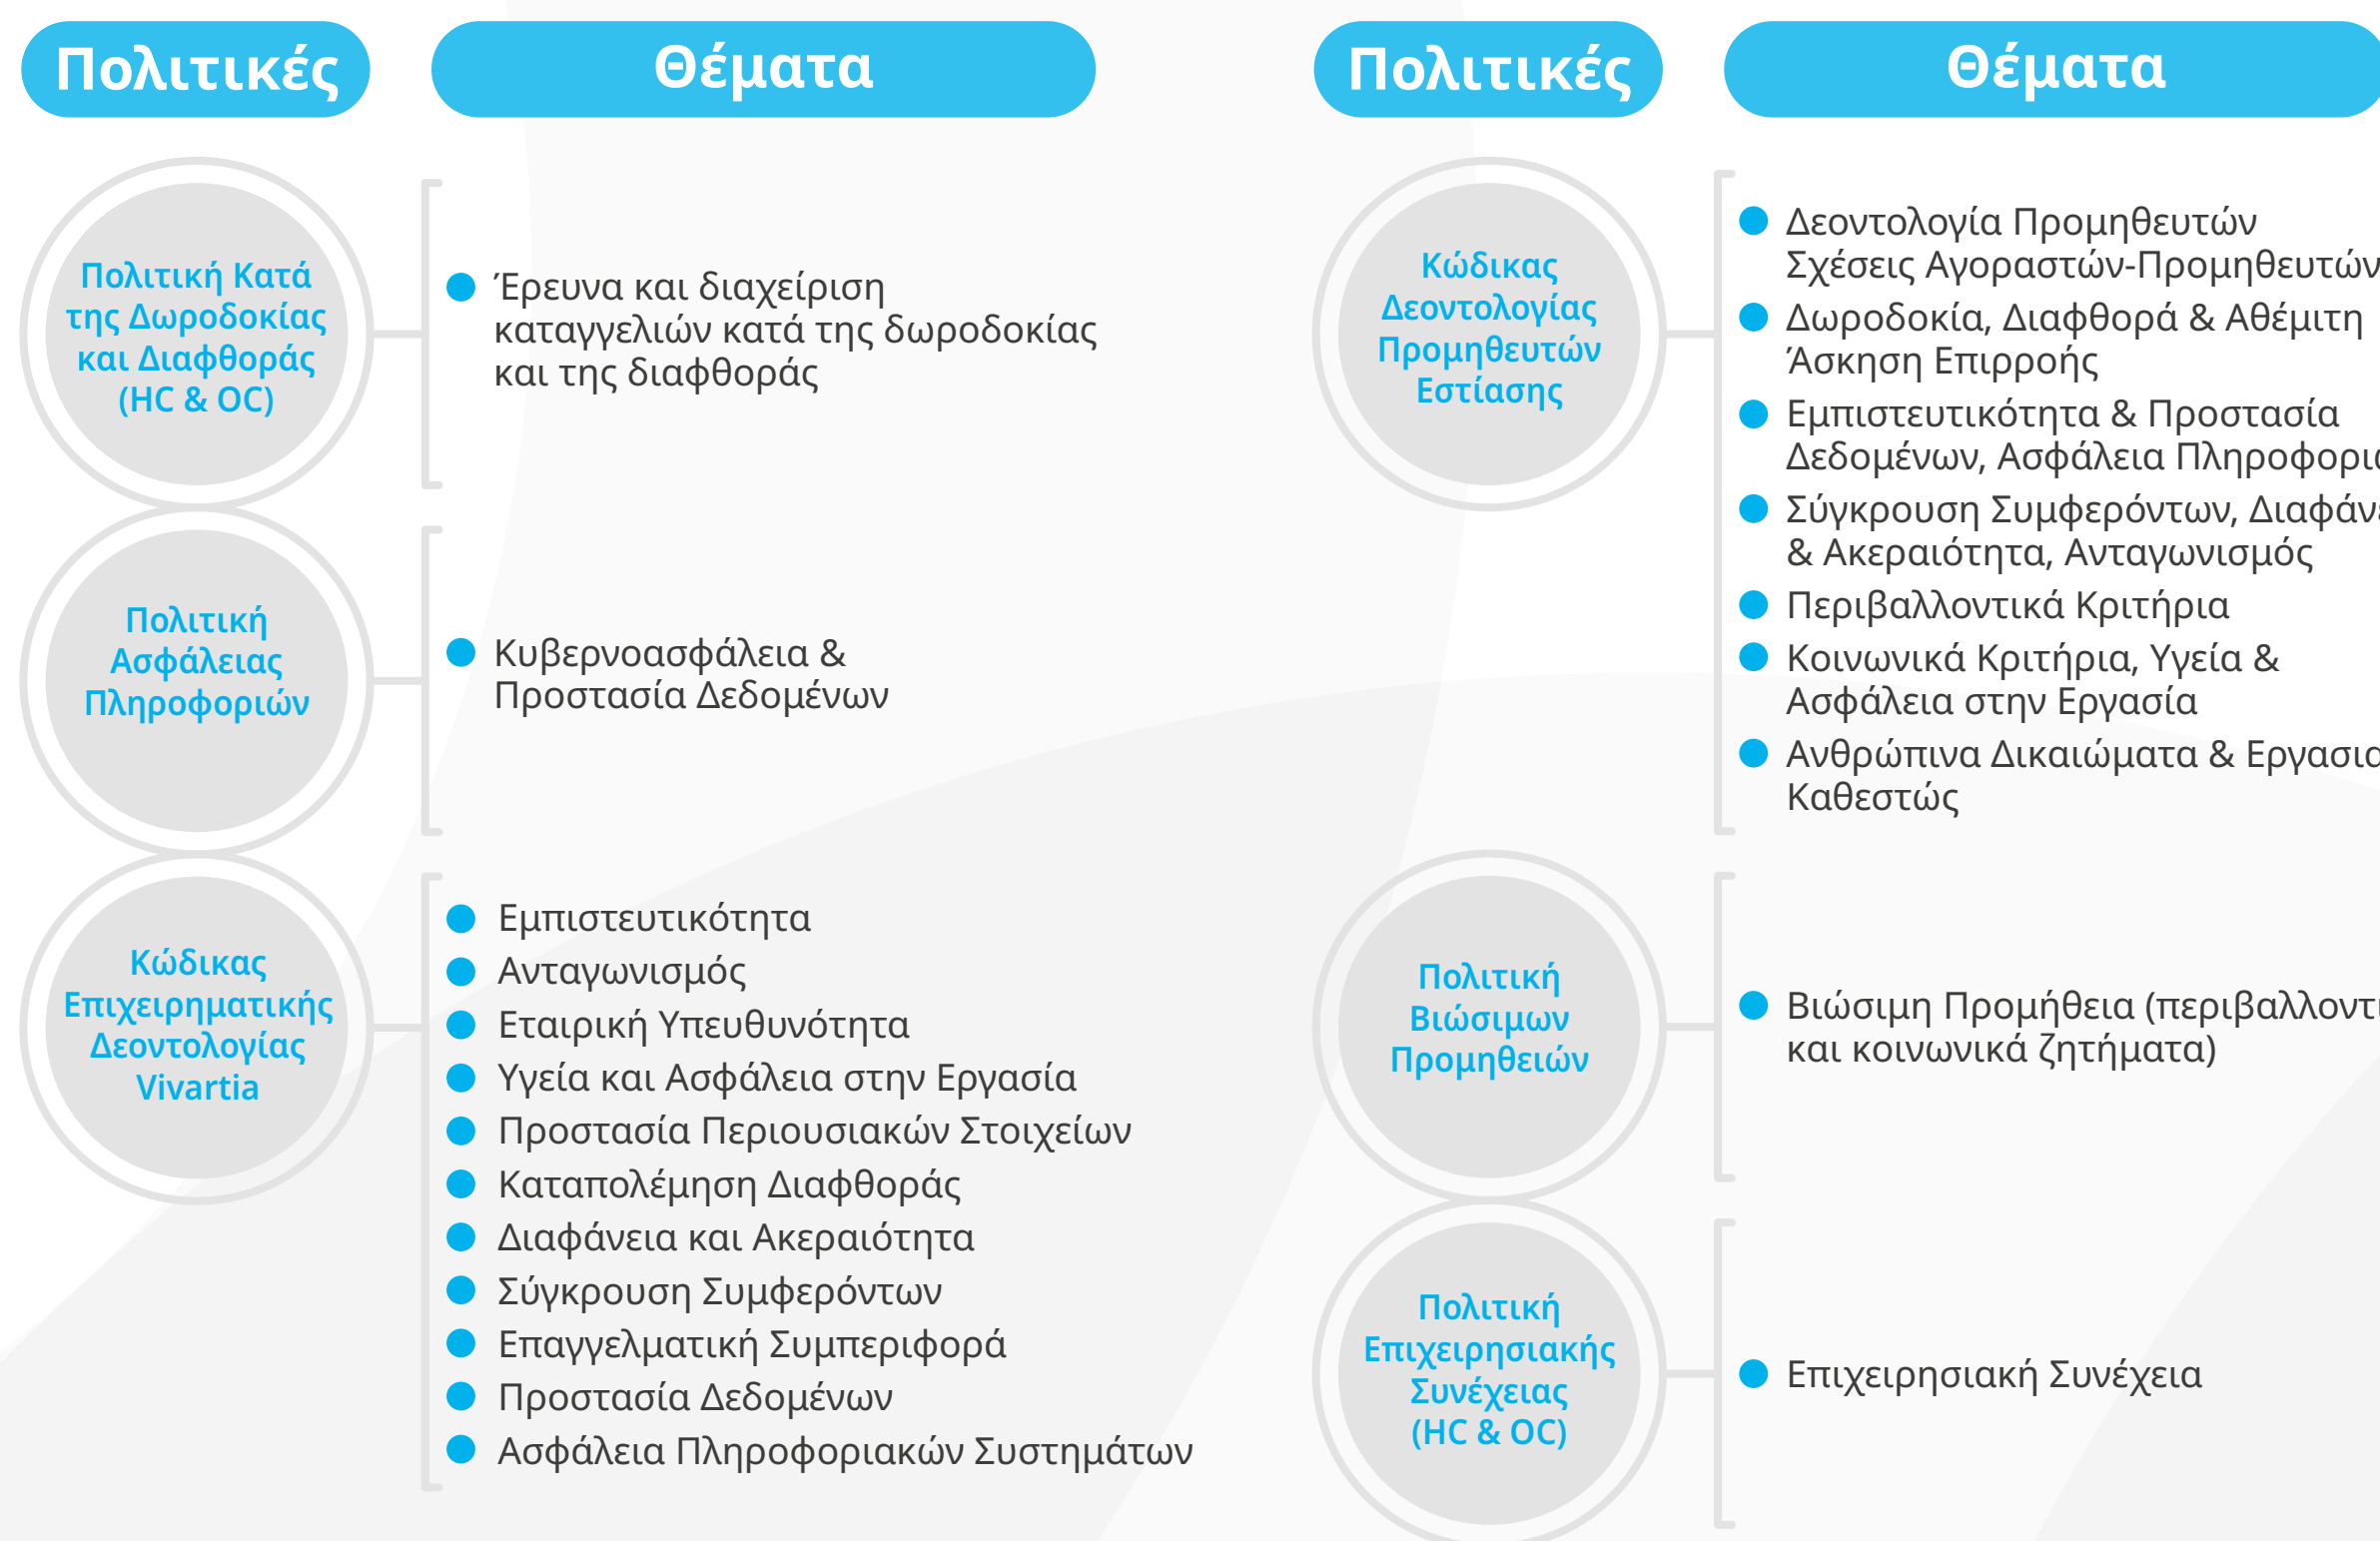 Πολιτικές
Θέματα
Πολιτική Κατά
της Δωροδοκίας
και Διαφθοράς
(HC & OC)
Έρευνα και διαχείριση
καταγγελιών κατά της δωροδοκίας
και της διαφθοράς
Πολιτική
Ασφάλειας
Πληροφοριών
Κυβερνοασφάλεια &
Προστασία Δεδομένων
Κώδικας
Επιχειρηματικής
Δεοντολογίας
Vivartia
Εμπιστευτικότητα
Ανταγωνισμός
Εταιρική Υπευθυνότητα
Υγεία και Ασφάλεια στην Εργασία
Προστασία Περιουσιακών Στοιχείων
Καταπολέμηση Διαφθοράς
Διαφάνεια και Ακεραιότητα
Σύγκρουση Συμφερόντων
Επαγγελματική Συμπεριφορά
Προστασία Δεδομένων
Ασφάλεια Πληροφοριακών Συστημάτων
Πολιτικές
Θέματα
Κώδικας
Δεοντολογίας
Προμηθευτών
Εστίασης
Δεοντολογία Προμηθευτών
Σχέσεις Αγοραστών-Προμηθευτών
Δωροδοκία, Διαφθορά & Αθέμιτη
Άσκηση Επιρροής
Εμπιστευτικότητα & Προστασία
Δεδομένων, Ασφάλεια
Σύγκρουση Συμφερόντων,
& Ακεραιότητα, Ανταγωνισμός
Περιβαλλοντικά Κριτήρια
Κοινωνικά Κριτήρια, Υγεία &
Ασφάλεια στην Εργασία
Ανθρώπινα Δικαιώματα &
Καθεστώς
Πολιτική
Βιώσιμων
Προμηθειών
Βιώσιμη Προμήθεια
και κοινωνικά ζητήματα)
Πολιτική
Επιχειρησιακής
Συνέχειας
(HC & OC)
Επιχειρησιακή Συνέχεια